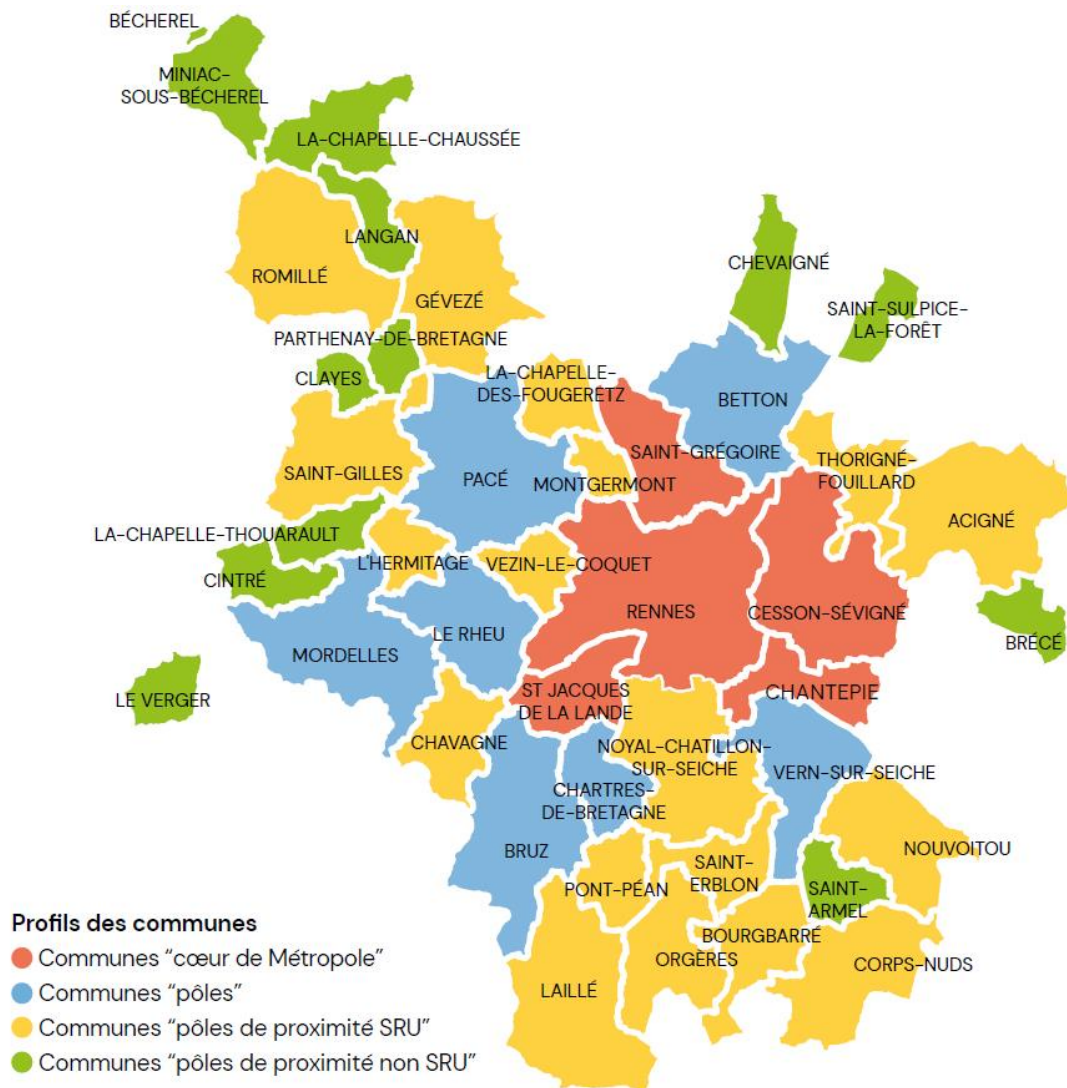 BÉCHEREL
MINIAC-
SOUS-BÉCHEREL
LA-CHAPELLE-CHAUSSÉE
LANGAN
ROMILLÉ
GÉVEZÉ
CHEVAIGNÉ
SAINT-SULPICE-
LA-FORÊT
PARTHENAY-DE-BRETAGNE
CLAYES
LA-CHAPELLE-
DES-FOUGERETZ
BETTON
SAINT-GRÉGOIRE
THORIGNÉ-
FOUILLARD
SAINT-GILLES
PACÉ
MONTGERMONT
ACIGNÉ
LA-CHAPELLE-THOUARAULT
L'HERMITAGE
VEZIN-LE-COQUET
CINTRÉ
RENNES
CESSON-SÉVIGNÉ
BRÉCÉ
LE RHEU
MORDELLES
LE VERGER
ST JACQUES
DE LA LANDE
CHANTEPIE
CHAVAGNE
NOYAL-CHATILLON-
SUR-SEICHE
VERN-SUR-SEICHE
CHARTRES-
DE-BRETAGNE
BRUZ
NOUVOITOU
SAINT-
ERBLON
PONT-PÉAN
SAINT-
ARMEL
BOURGBARRÉ
ORGÈRES
CORPS-NUDS
LAILLÉ
Profils des communes
Communes “cœur de Métropole”
Communes “pôles”
Communes “pôles de proximité SRU”
Communes “pôles de proximité non SRU”